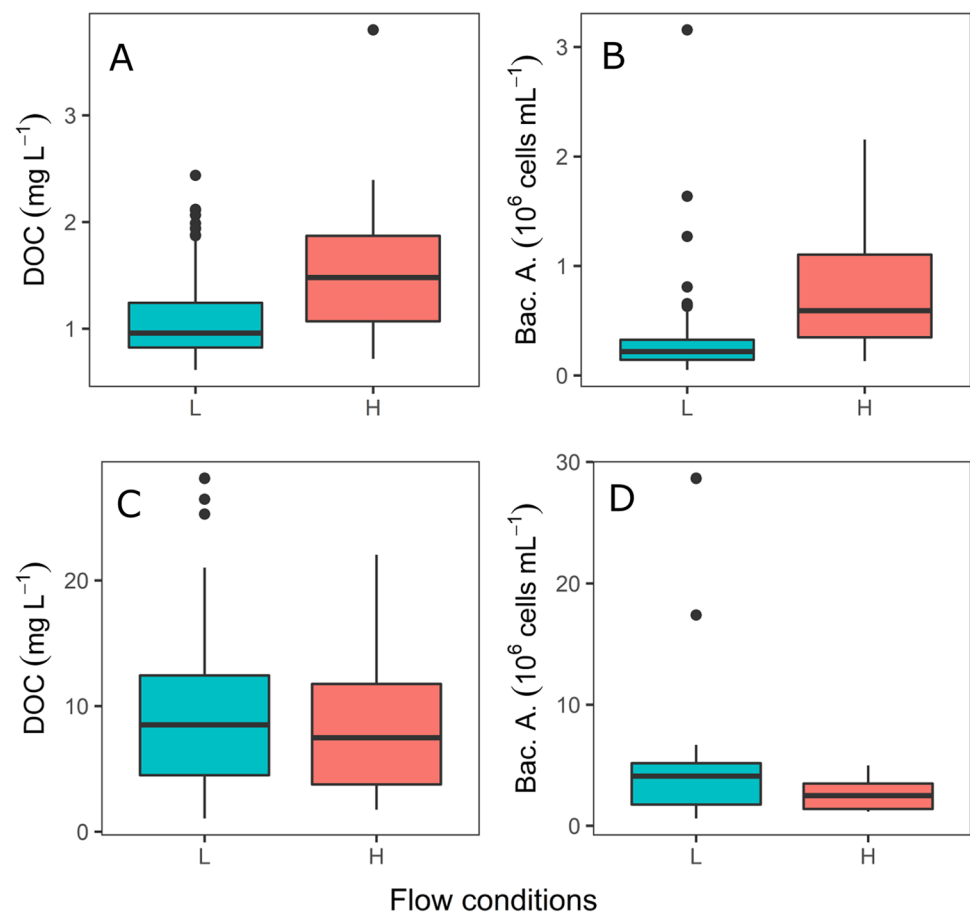 A
DOC (mg L⁻¹)
3
2
1
L
H
B
Bac. A. (10⁶ cells mL⁻¹)
3
2
1
0
L
H
C
DOC (mg L⁻¹)
20
10
0
L
H
D
Bac. A. (10⁶ cells mL⁻¹)
30
20
10
0
L
H
Flow conditions